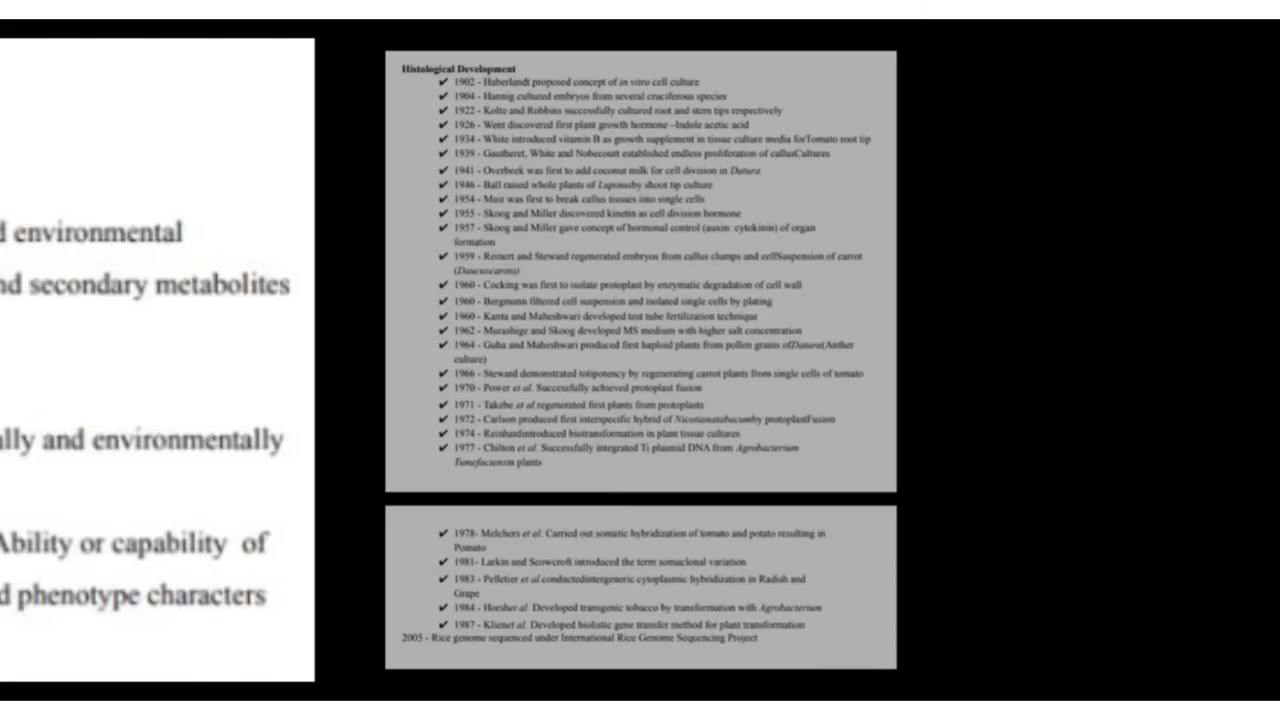 d environmental
nd secondary metabolites
lly and environmentally
Ability or capability of
d phenotype characters
Histological Development
✔ 1902 - Haberlandt proposed concept of in vitro cell culture
✔ 1904 - Hannig cultured embryos from several cruciferous species
✔ 1922 - Kolte and Robbins successfully cultured root and stem tips respectively
✔ 1926 - Went discovered first plant growth hormone –Indole acetic acid
✔ 1934 - White introduced vitamin B as growth supplement in tissue culture media forTomato root tip
✔ 1939 - Gautheret, White and Nobecourt established endless proliferation of callusCultures
✔ 1941 - Overbeek was first to add coconut milk for cell division in Datura
✔ 1946 - Ball raised whole plants of Lupinusby shoot tip culture
✔ 1954 - Muir was first to break callus tissues into single cells
✔ 1955 - Skoog and Miller discovered kinetin as cell division hormone
✔ 1957 - Skoog and Miller gave concept of hormonal control (auxin: cytokinin) of organ
formation
✔ 1959 - Reinert and Steward regenerated embryos from callus clumps and cellSuspension of carrot
(Daucuscarota)
✔ 1960 - Cocking was first to isolate protoplast by enzymatic degradation of cell wall
✔ 1960 - Bergmann filtered cell suspension and isolated single cells by plating
✔ 1960 - Kanta and Maheshwari developed test tube fertilization technique
✔ 1962 - Murashige and Skoog developed MS medium with higher salt concentration
✔ 1964 - Guha and Maheshwari produced first haploid plants from pollen grains ofDatura(Anther
culture)
✔ 1966 - Steward demonstrated totipotency by regenerating carrot plants from single cells of tomato
✔ 1970 - Power et al. Successfully achieved protoplast fusion
✔ 1971 - Takebe et al.regenerated first plants from protoplasts
✔ 1972 - Carlson produced first interspecific hybrid of Nicotianatabacumby protoplastFusion
✔ 1974 - Reinhardintroduced biotransformation in plant tissue cultures
✔ 1977 - Chilton et al. Successfully integrated Ti plasmid DNA from Agrobacterium
Tumefaciensin plants
✔ 1978- Melchers et al. Carried out somatic hybridization of tomato and potato resulting in
Pomato
✔ 1981- Larkin and Scowcroft introduced the term somaclonal variation
✔ 1983 - Pelletier et al.conductedintergeneric cytoplasmic hybridization in Radish and
Grape
✔ 1984 - Horshet al. Developed transgenic tobacco by transformation with Agrobacterium
✔ 1987 - Klienet al. Developed biolistic gene transfer method for plant transformation
2005 - Rice genome sequenced under International Rice Genome Sequencing Project